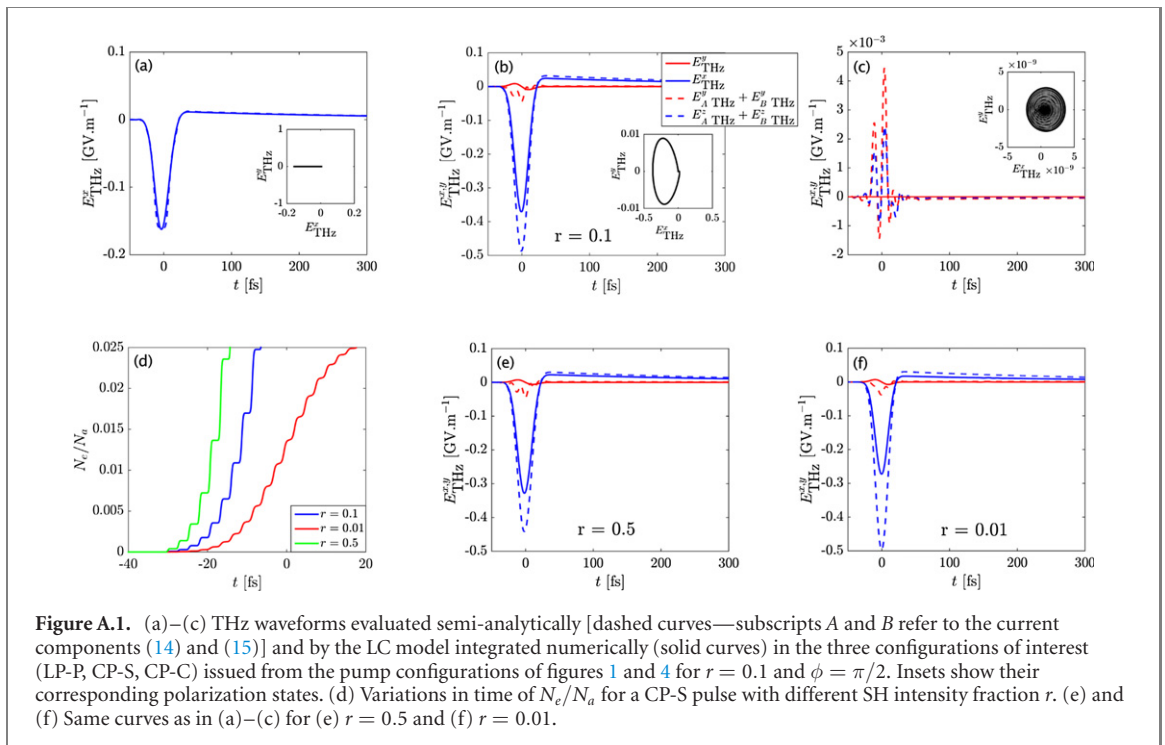 (a)
0.1
0
-0.1
-0.2
E^x_THz [GV.m⁻¹]
0 100 200 300
t [fs]
1
0
-1
E^y_THz
-0.2 0 0.2
E^x_THz
(b)
0.1
0
-0.1
-0.2
-0.3
-0.4
-0.5
E^{x,y}_THz [GV.m⁻¹]
0 100 200 300
t [fs]
E^y_THz
E^x_THz
E^y_{A THz} + E^y_{B THz}
E^z_{A THz} + E^z_{B THz}
0.01
0
-0.01
E^y_THz
-0.5 0 0.5
E^x_THz
r = 0.1
(c)
×10⁻³
5
4
3
2
1
0
-1
-2
E^{x,y}_THz [GV.m⁻¹]
0 100 200 300
t [fs]
×10⁻⁹
5
0
-5
E^y_THz
-5 0 5
E^x_THz ×10⁻⁹
(d)
0.025
0.02
0.015
0.01
0.005
0
N_e/N_a
-40 -20 0 20
t [fs]
r = 0.1
r = 0.01
r = 0.5
(e)
0.1
0
-0.1
-0.2
-0.3
-0.4
-0.5
E^{x,y}_THz [GV.m⁻¹]
0 100 200 300
t [fs]
r = 0.5
(f)
0.1
0
-0.1
-0.2
-0.3
-0.4
-0.5
E^{x,y}_THz [GV.m⁻¹]
0 100 200 300
t [fs]
r = 0.01
Figure A.1. (a)–(c) THz waveforms evaluated semi-analytically [dashed curves—subscripts A and B refer to the current
components (14) and (15)] and by the LC model integrated numerically (solid curves) in the three configurations of interest
(LP-P, CP-S, CP-C) issued from the pump configurations of figures 1 and 4 for r = 0.1 and ϕ = π/2. Insets show their
corresponding polarization states. (d) Variations in time of N_e/N_a for a CP-S pulse with different SH intensity fraction r. (e) and
(f) Same curves as in (a)–(c) for (e) r = 0.5 and (f) r = 0.01.